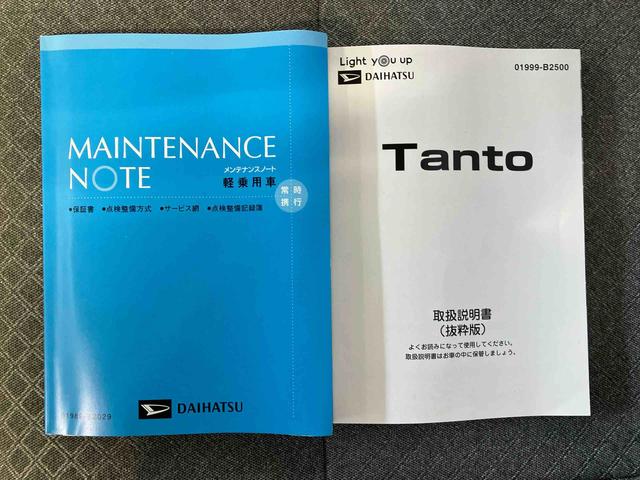 MAINTENANCE
NOTE
メンテナンスノート
軽乗用車
常時
携行
●保証書 ●点検整備方式 ●サービス網 ●点検整備記録簿
DAIHATSU
Light you up
DAIHATSU
01999-B2500
Tanto
取扱説明書
(抜粋版)
よくお読みになって使用してください。
取扱説明書はお車の中に保管しましょう。